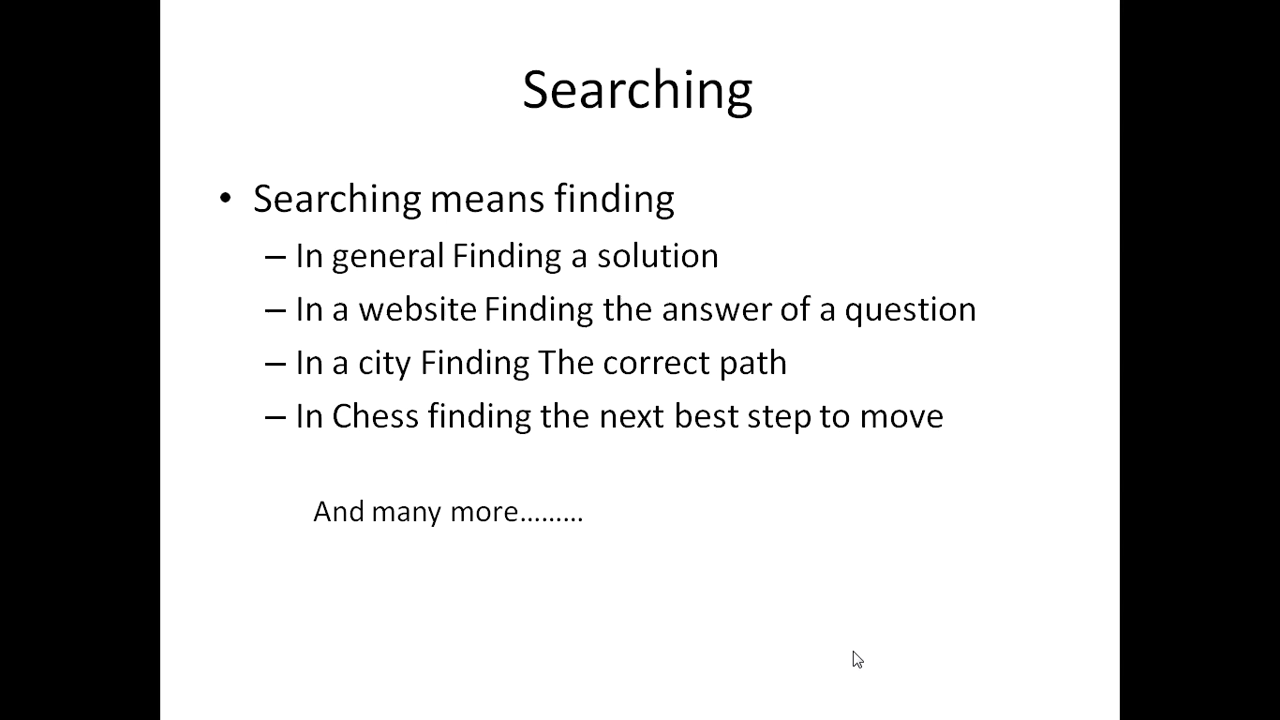 Searching
• Searching means finding
– In general Finding a solution
– In a website Finding the answer of a question
– In a city Finding The correct path
– In Chess finding the next best step to move
And many more.........